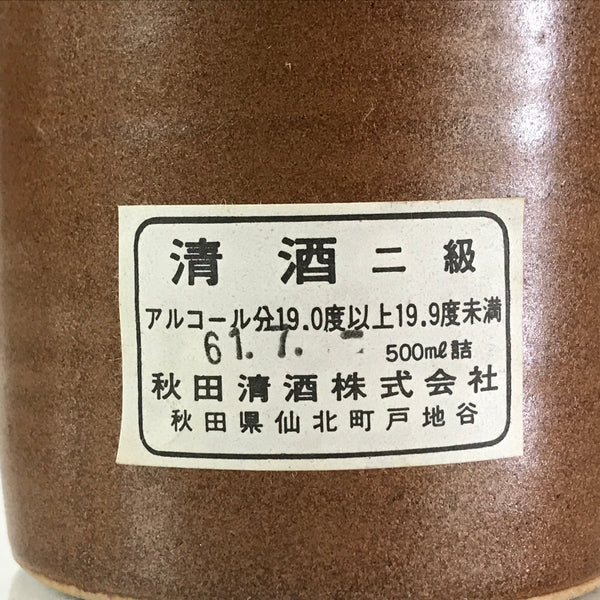 清酒二級
アルコール分19.0度以上19.9度未満
61.7.-
500ml詰
秋田清酒株式会社
秋田県仙北町戸地谷